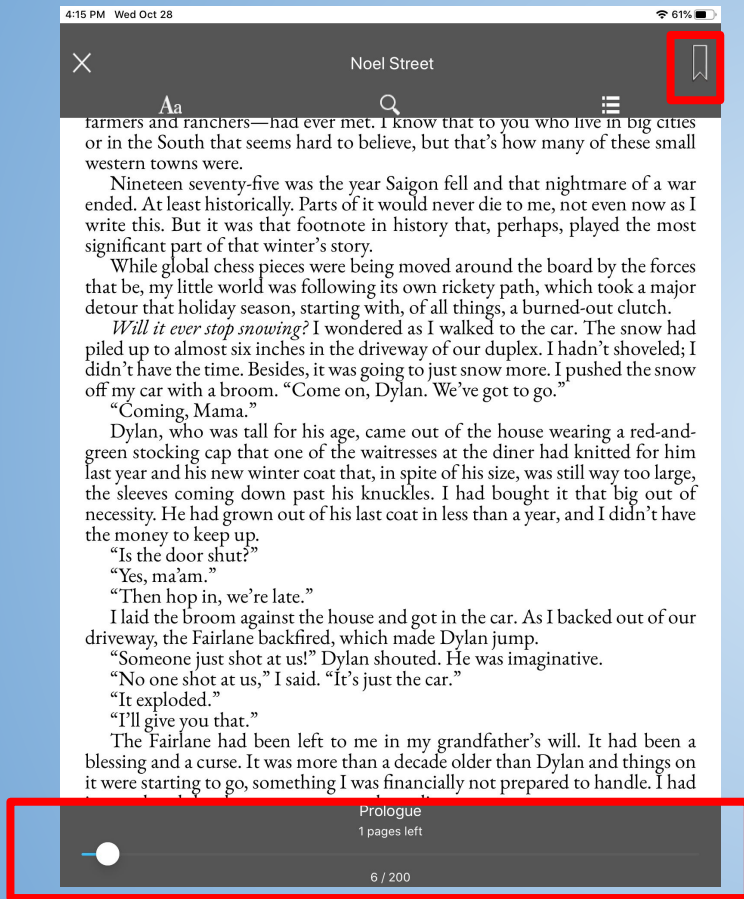 4:15 PM Wed Oct 28
61%
Noel Street
Aa
farmers and ranchers—had ever met. I know that to you who live in big cities
or in the South that seems hard to believe, but that’s how many of these small
western towns were.
Nineteen seventy-five was the year Saigon fell and that nightmare of a war
ended. At least historically. Parts of it would never die to me, not even now as I
write this. But it was that footnote in history that, perhaps, played the most
significant part of that winter’s story.
While global chess pieces were being moved around the board by the forces
that be, my little world was following its own rickety path, which took a major
detour that holiday season, starting with, of all things, a burned-out clutch.
Will it ever stop snowing? I wondered as I walked to the car. The snow had
piled up to almost six inches in the driveway of our duplex. I hadn’t shoveled; I
didn’t have the time. Besides, it was going to just snow more. I pushed the snow
off my car with a broom. “Come on, Dylan. We’ve got to go.”
“Coming, Mama.”
Dylan, who was tall for his age, came out of the house wearing a red-and-
green stocking cap that one of the waitresses at the diner had knitted for him
last year and his new winter coat that, in spite of his size, was still way too large,
the sleeves coming down past his knuckles. I had bought it that big out of
necessity. He had grown out of his last coat in less than a year, and I didn’t have
the money to keep up.
“Is the door shut?”
“Yes, ma’am.”
“Then hop in, we’re late.”
I laid the broom against the house and got in the car. As I backed out of our
driveway, the Fairlane backfired, which made Dylan jump.
“Someone just shot at us!” Dylan shouted. He was imaginative.
“No one shot at us,” I said. “It’s just the car.”
“It exploded.”
“I’ll give you that.”
The Fairlane had been left to me in my grandfather’s will. It had been a
blessing and a curse. It was more than a decade older than Dylan and things on
it were starting to go, something I was financially not prepared to handle. I had
Prologue
1 pages left
6 / 200